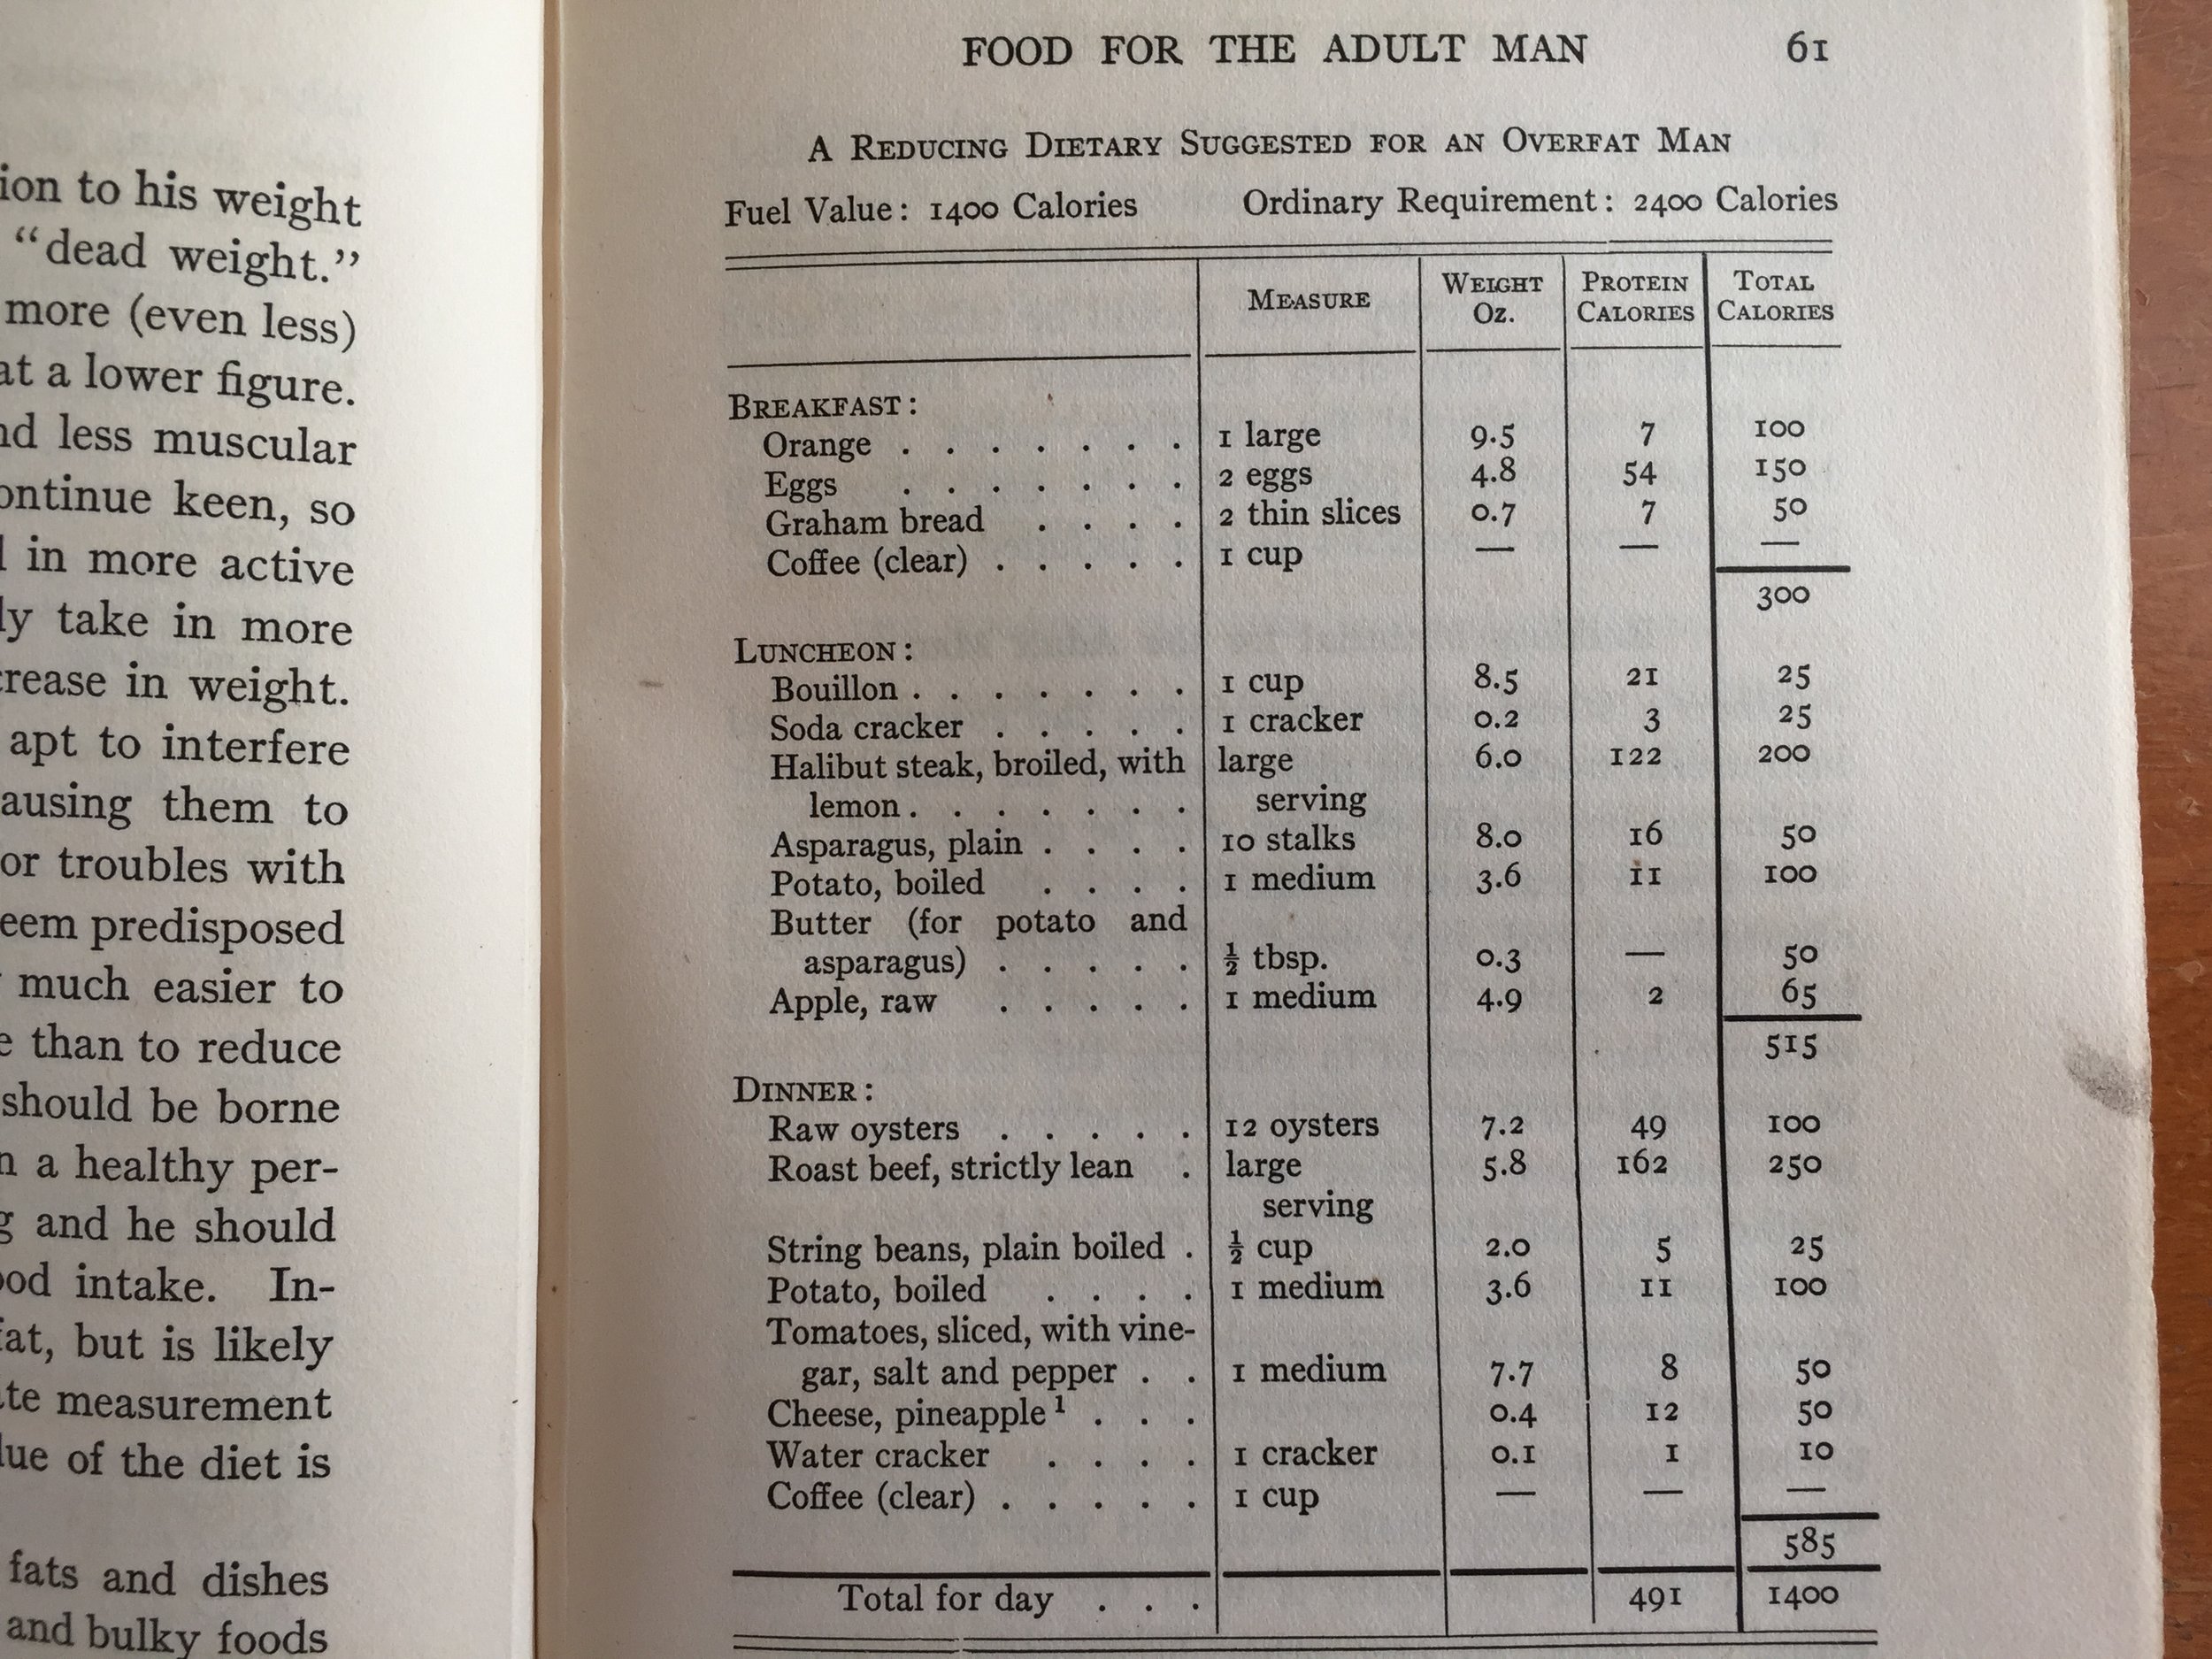 ion to his weight
"dead weight."
more (even less)
at a lower figure.
less muscular
continue keen, so
in more active
take in more
in weight.
apt to interfere
causing them to
or troubles with
seem predisposed
much easier to
than to reduce
should be borne
a healthy per-
and he should
food intake. In-
fat, but is likely
measurement
value of the diet is
fats and dishes
and bulky foods
FOOD FOR THE ADULT MAN 61
A REDUCING DIETARY SUGGESTED FOR AN OVERFAT MAN
Fuel Value: 1400 Calories Ordinary Requirement: 2400 Calories
MEASURE WEIGHT OZ. PROTEIN CALORIES TOTAL CALORIES
BREAKFAST:
Orange . . . . . . . 1 large 9.5 7 100
Eggs . . . . . . . 2 eggs 4.8 54 150
Graham bread . . . . 2 thin slices 0.7 7 50
Coffee (clear) . . . . . 1 cup — — —
300
LUNCHEON:
Bouillon . . . . . . . 1 cup 8.5 21 25
Soda cracker . . . . . 1 cracker 0.2 3 25
Halibut steak, broiled, with large 6.0 122 200
lemon . . . . . . . serving
Asparagus, plain . . . . 10 stalks 8.0 16 50
Potato, boiled . . . . 1 medium 3.6 11 100
Butter (for potato and
asparagus) . . . . . ½ tbsp. 0.3 — 50
Apple, raw . . . . . 1 medium 4.9 2 65
515
DINNER:
Raw oysters . . . . . 12 oysters 7.2 49 100
Roast beef, strictly lean . large 5.8 162 250
serving
String beans, plain boiled . ½ cup 2.0 5 25
Potato, boiled . . . . 1 medium 3.6 11 100
Tomatoes, sliced, with vine-
gar, salt and pepper . . 1 medium 7.7 8 50
Cheese, pineapple ¹ . . . 0.4 12 50
Water cracker . . . . 1 cracker 0.1 1 10
Coffee (clear) . . . . . 1 cup — — —
585
Total for day . . . 491 1400